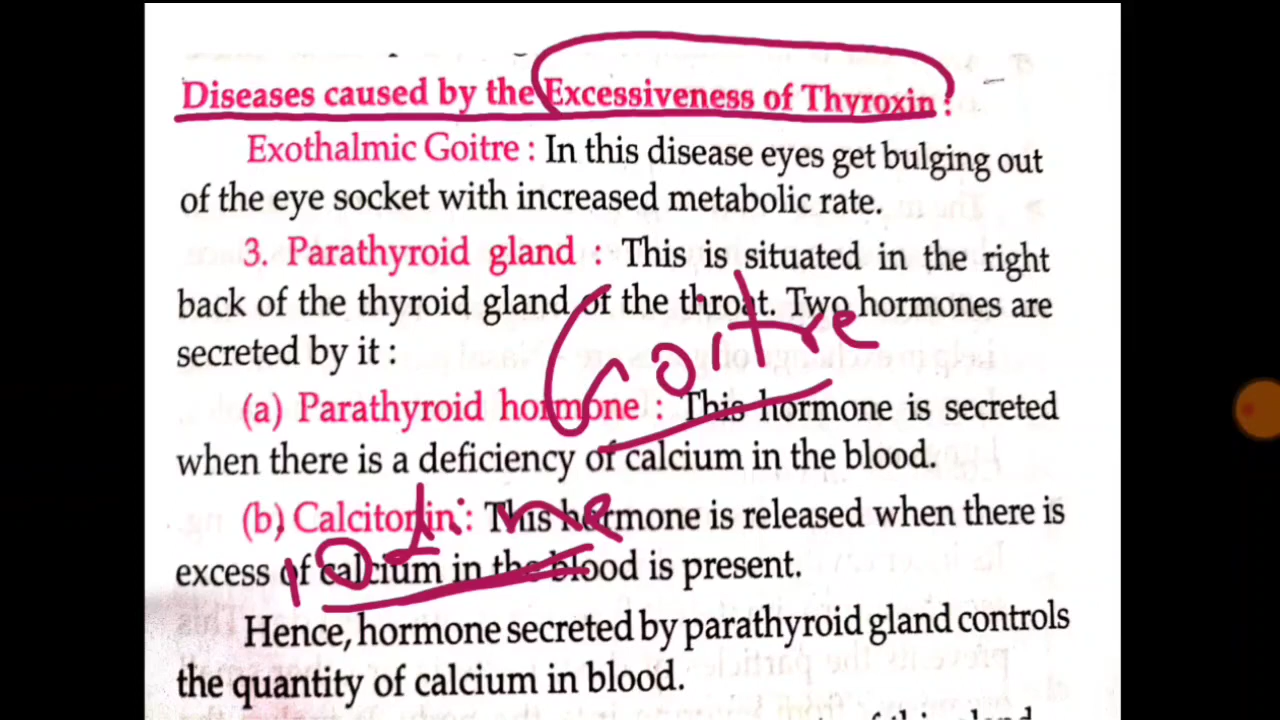 Diseases caused by the Excessiveness of Thyroxin :
Exothalmic Goitre : In this disease eyes get bulging out
of the eye socket with increased metabolic rate.
3. Parathyroid gland : This is situated in the right
back of the thyroid gland of the throat. Two hormones are
secreted by it :
Goitre
(a) Parathyroid hormone : This hormone is secreted
when there is a deficiency of calcium in the blood.
(b) Calcitonin : This hormone is released when there is
Iodine
excess of calcium in the blood is present.
Hence, hormone secreted by parathyroid gland controls
the quantity of calcium in blood.